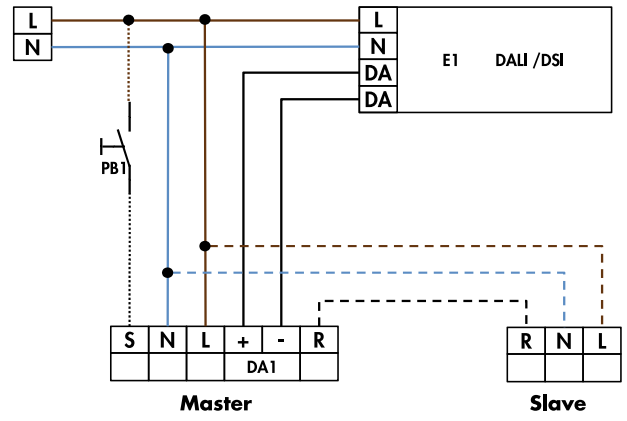 L
N
L
N
DA
DA
E1 DALI /DSI
PB1
S N L + - R
DA1
R N L
Master
Slave